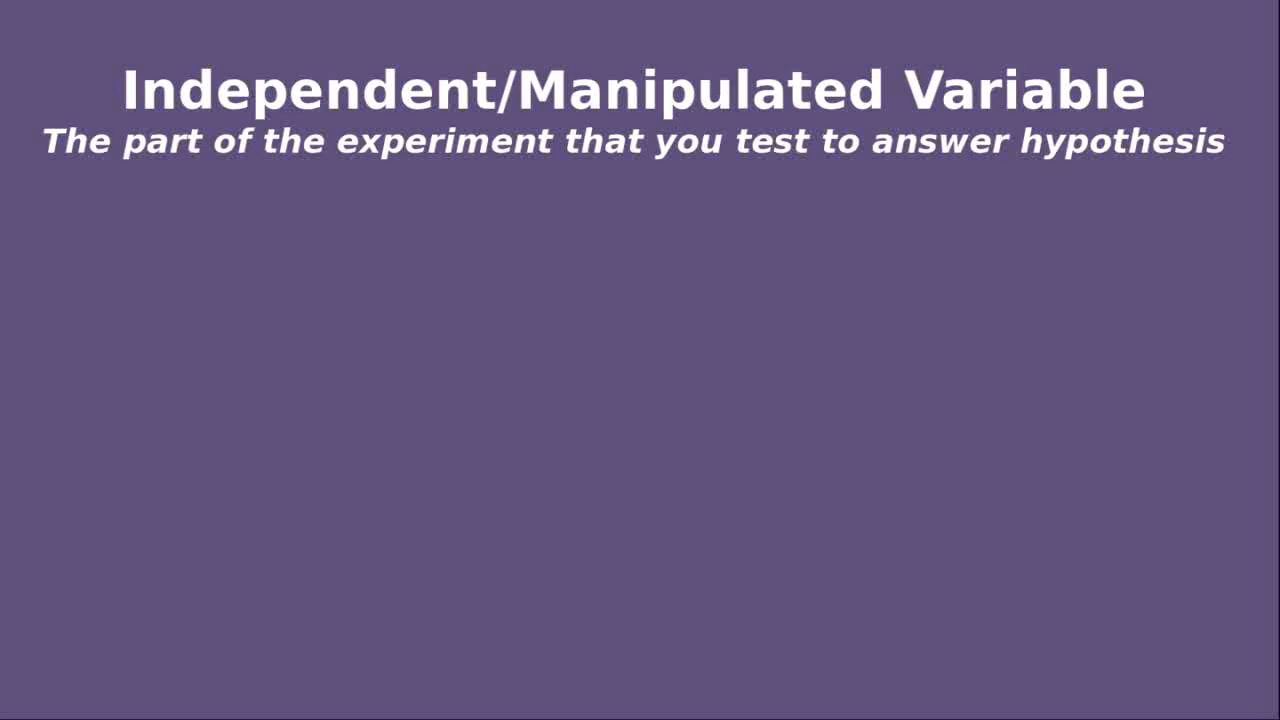 Independent/Manipulated Variable
The part of the experiment that you test to answer hypothesis